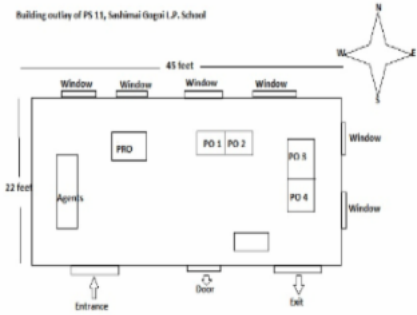 Building outlay of PS 11, Sashimai Gogoi L.P. School
N
W
E
S
45 feet
Window
Window
Window
Window
PRO
PO 1
PO 2
PO 3
PO 4
Window
Window
22 feet
Agents
Entrance
Door
Exit